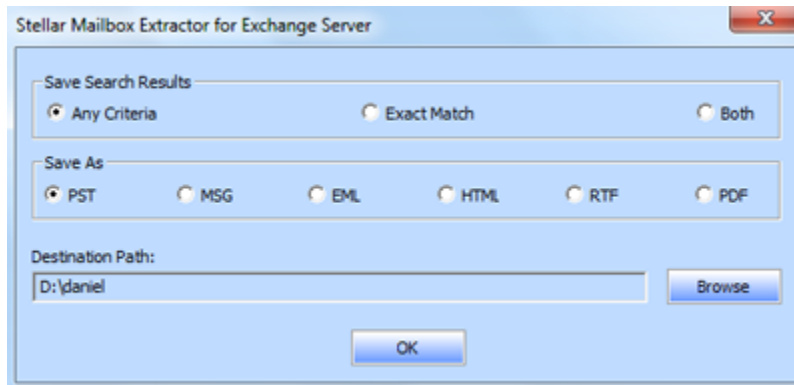 Stellar Mailbox Extractor for Exchange Server
Save Search Results
Any Criteria Exact Match Both
Save As
PST MSG EML HTML RTF PDF
Destination Path:
D:\daniel Browse
OK